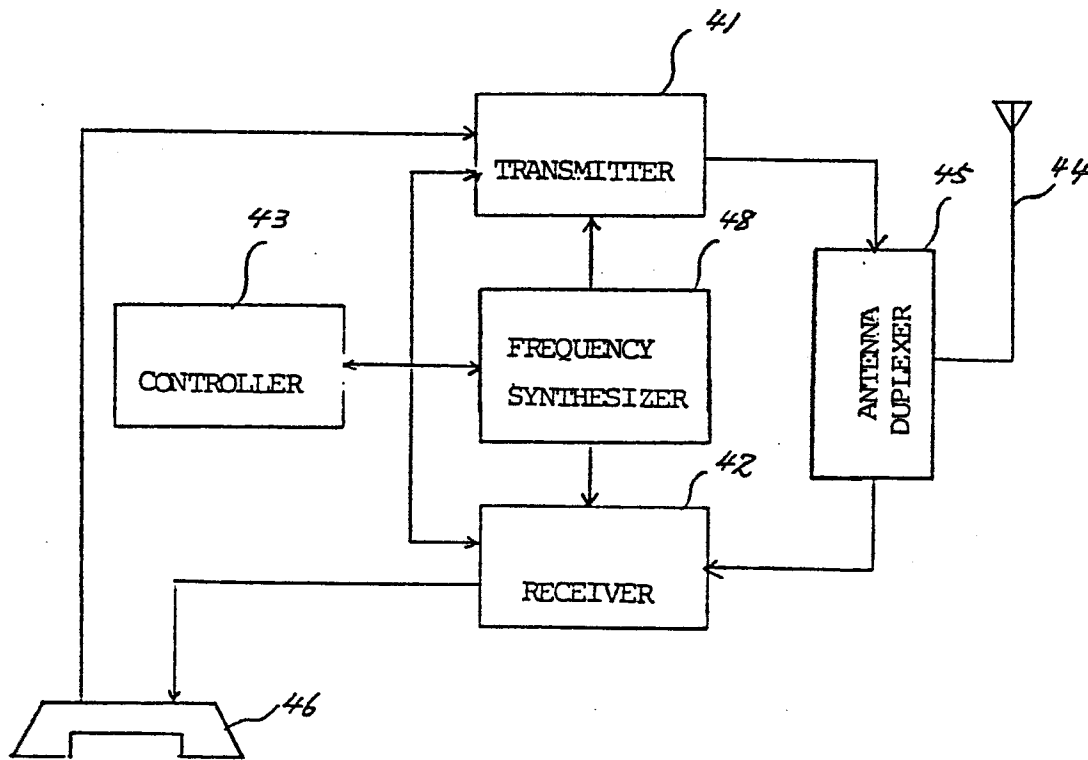 41
TRANSMITTER
44
45
43
48
ANTENNA
DUPLEXER
FREQUENCY
SYNTHESIZER
CONTROLLER
42
RECEIVER
46